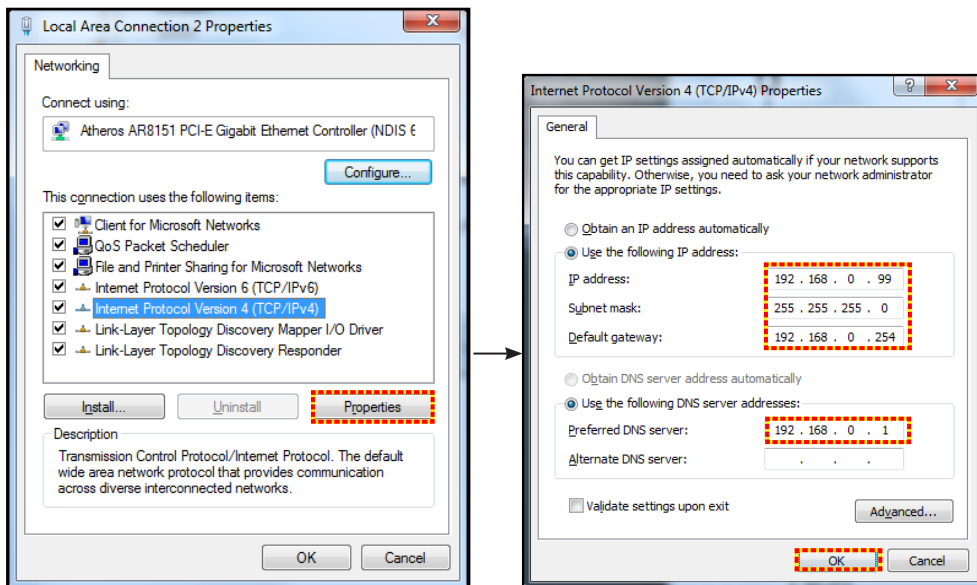 Local Area Connection 2 Properties
Networking
Connect using:
Atheros AR8151 PCI-E Gigabit Ethernet Controller (NDIS 6
Configure...
This connection uses the following items:
Client for Microsoft Networks
QoS Packet Scheduler
File and Printer Sharing for Microsoft Networks
Internet Protocol Version 6 (TCP/IPv6)
Internet Protocol Version 4 (TCP/IPv4)
Link-Layer Topology Discovery Mapper I/O Driver
Link-Layer Topology Discovery Responder
Install...
Uninstall
Properties
Description
Transmission Control Protocol/Internet Protocol. The default
wide area network protocol that provides communication
across diverse interconnected networks.
OK
Cancel
Internet Protocol Version 4 (TCP/IPv4) Properties
General
You can get IP settings assigned automatically if your network supports
this capability. Otherwise, you need to ask your network administrator
for the appropriate IP settings.
Obtain an IP address automatically
Use the following IP address:
IP address: 192 . 168 . 0 . 99
Subnet mask: 255 . 255 . 255 . 0
Default gateway: 192 . 168 . 0 . 254
Obtain DNS server address automatically
Use the following DNS server addresses:
Preferred DNS server: 192 . 168 . 0 . 1
Alternate DNS server: . . .
Validate settings upon exit
Advanced...
OK
Cancel